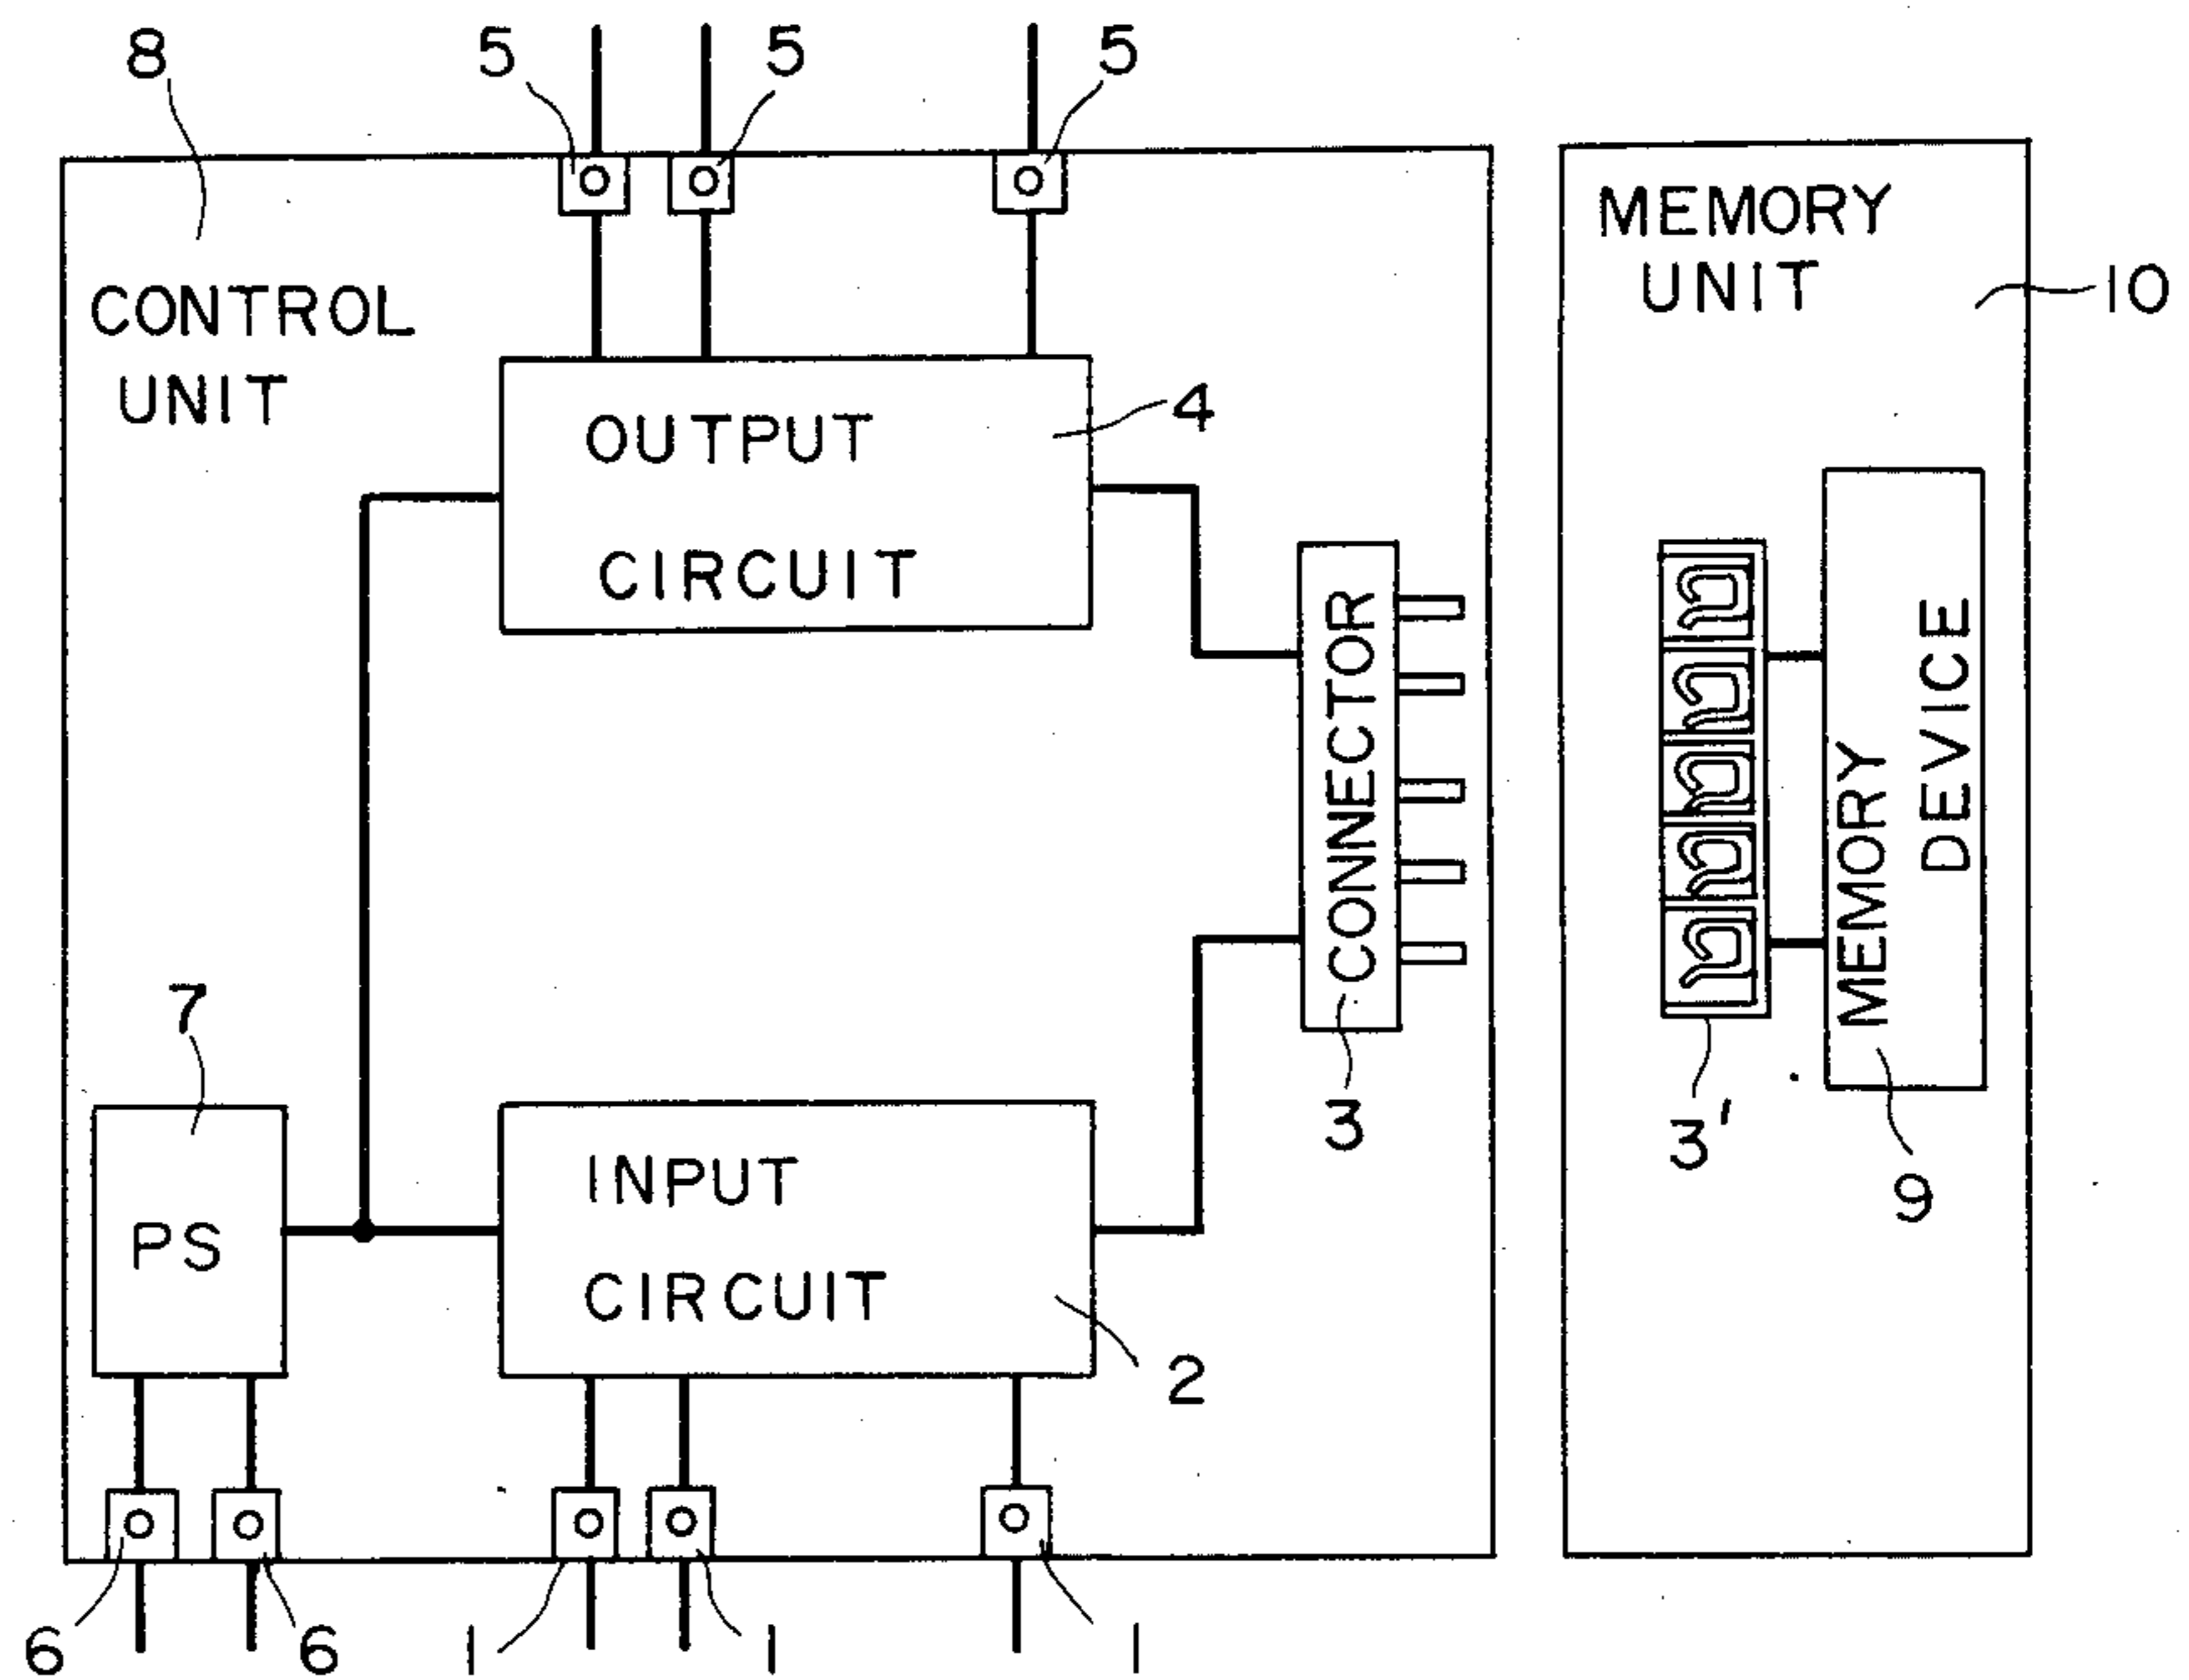 8
5
5
5
CONTROL
UNIT
OUTPUT
CIRCUIT
4
CONNECTOR
3
7
PS
INPUT
CIRCUIT
2
6
6
1
1
1
MEMORY
UNIT
10
MEMORY
DEVICE
3'
9